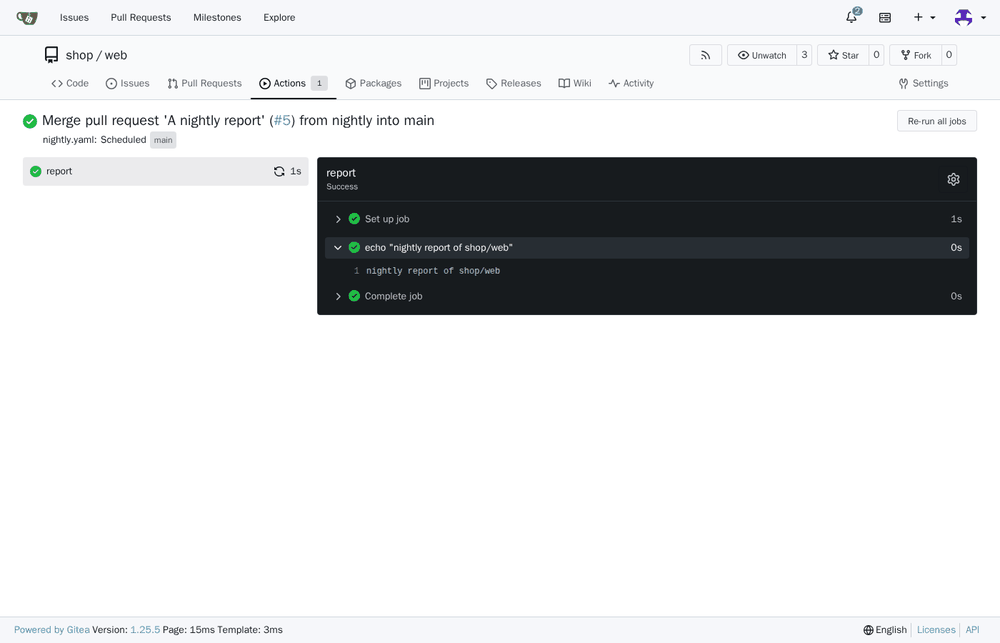 Issues Pull Requests Milestones Explore 2
shop / web Unwatch 3 Star 0 Fork 0
Code Issues Pull Requests Actions 1 Packages Projects Releases Wiki Activity Settings
Merge pull request 'A nightly report' (#5) from nightly into main Re-run all jobs
nightly.yaml: Scheduled main
report 1s
report
Success
Set up job 1s
echo "nightly report of shop/web" 0s
1 nightly report of shop/web
Complete job 0s
Powered by Gitea Version: 1.25.5 Page: 15ms Template: 3ms English Licenses API